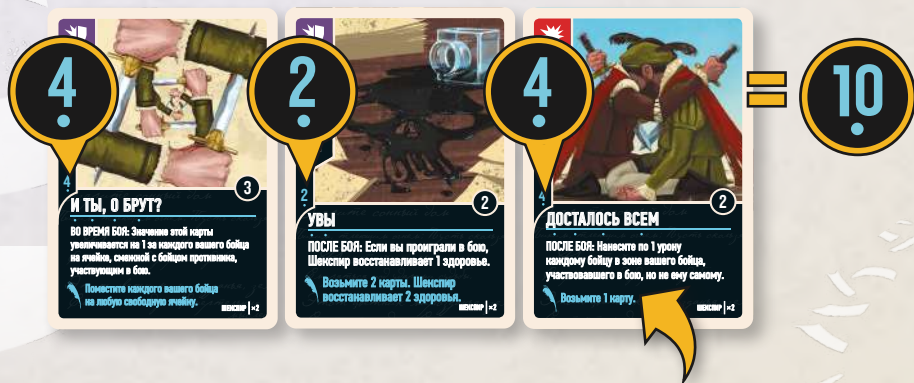 4
4
И ТЫ, О БРУТ?
3
ВО ВРЕМЯ БОЯ: Значение этой карты
увеличивается на 1 за каждого вашего бойца
на ячейке, смежной с бойцом противника,
участвующим в бою.
Поместите каждого вашего бойца
на любую свободную ячейку.
ШЕКСПИР | ×2
2
2
УВЫ
2
ПОСЛЕ БОЯ: Если вы проиграли в бою,
Шекспир восстанавливает 1 здоровье.
Возьмите 2 карты. Шекспир
восстанавливает 2 здоровья.
ШЕКСПИР | ×2
4
4
ДОСТАЛОСЬ ВСЕМ
2
ПОСЛЕ БОЯ: Нанесите по 1 урону
каждому бойцу в зоне вашего бойца,
участвовавшего в бою, но не ему самому.
Возьмите 1 карту.
ШЕКСПИР | ×2
=
10